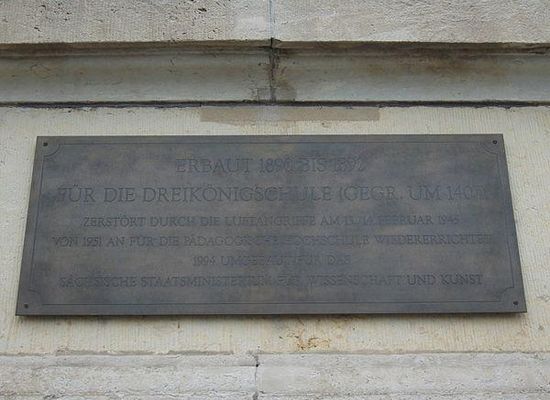 ERBAUT 1890 BIS 1892
FÜR DIE DREIKÖNIGSCHULE (GEGR. UM 1400)
ZERSTÖRT DURCH DIE LUFTANGRIFFE AM 13./14. FEBRUAR 1945
VON 1951 AN FÜR DIE PÄDAGOGISCHE HOCHSCHULE WIEDERERRICHTET
1994 UMGEBAUT FÜR DAS
SÄCHSISCHE STAATSMINISTERIUM FÜR WISSENSCHAFT UND KUNST